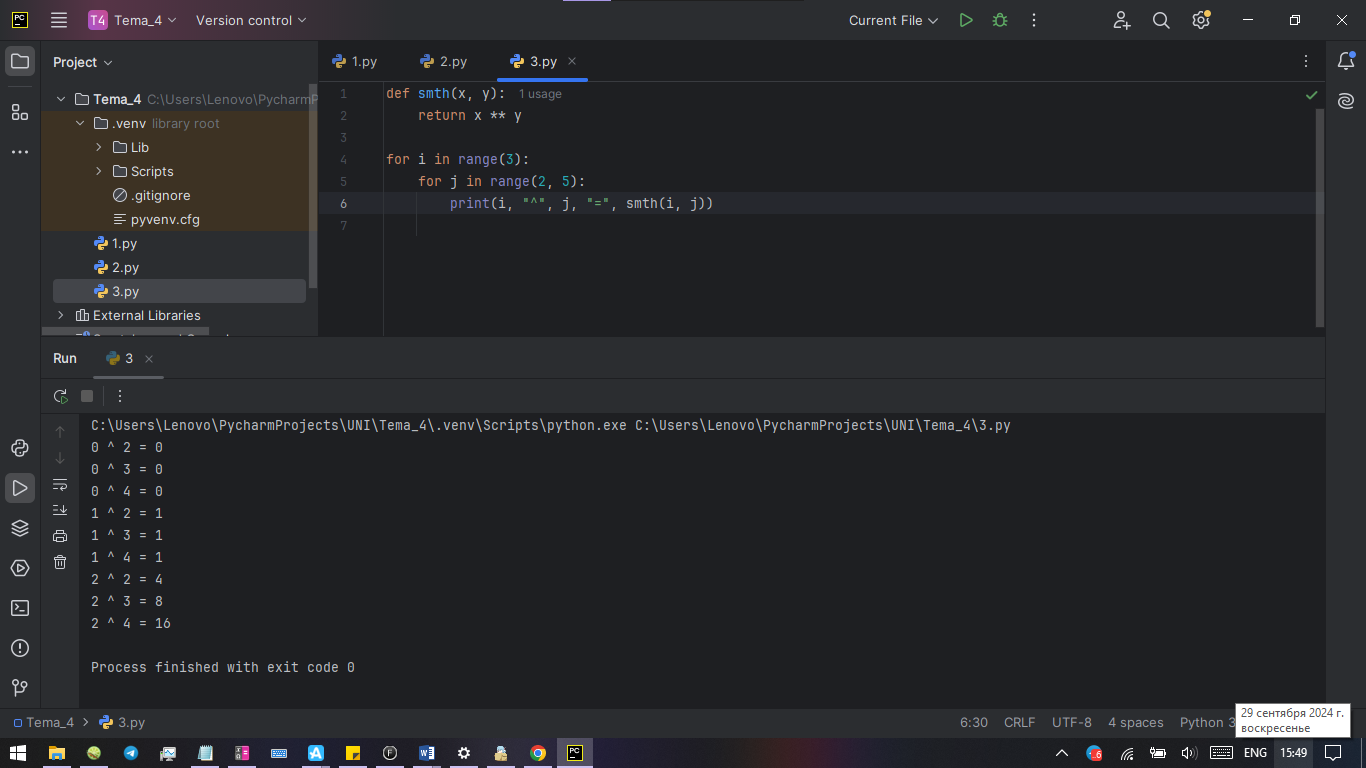 PC
T4 Tema_4 Version control Current File
Project
1.py 2.py 3.py
Tema_4 C:\Users\Lenovo\PycharmP
.venv library root
Lib
Scripts
.gitignore
pyvenv.cfg
1.py
2.py
3.py
External Libraries
1 def smth(x, y): 1 usage
2 return x ** y
3
4 for i in range(3):
5 for j in range(2, 5):
6 print(i, "^", j, "=", smth(i, j))
7
Run 3
C:\Users\Lenovo\PycharmProjects\UNI\Tema_4\.venv\Scripts\python.exe C:\Users\Lenovo\PycharmProjects\UNI\Tema_4\3.py
0 ^ 2 = 0
0 ^ 3 = 0
0 ^ 4 = 0
1 ^ 2 = 1
1 ^ 3 = 1
1 ^ 4 = 1
2 ^ 2 = 4
2 ^ 3 = 8
2 ^ 4 = 16
Process finished with exit code 0
Tema_4 3.py 6:30 CRLF UTF-8 4 spaces Python 3
29 сентября 2024 г.
воскресенье
ENG 15:49